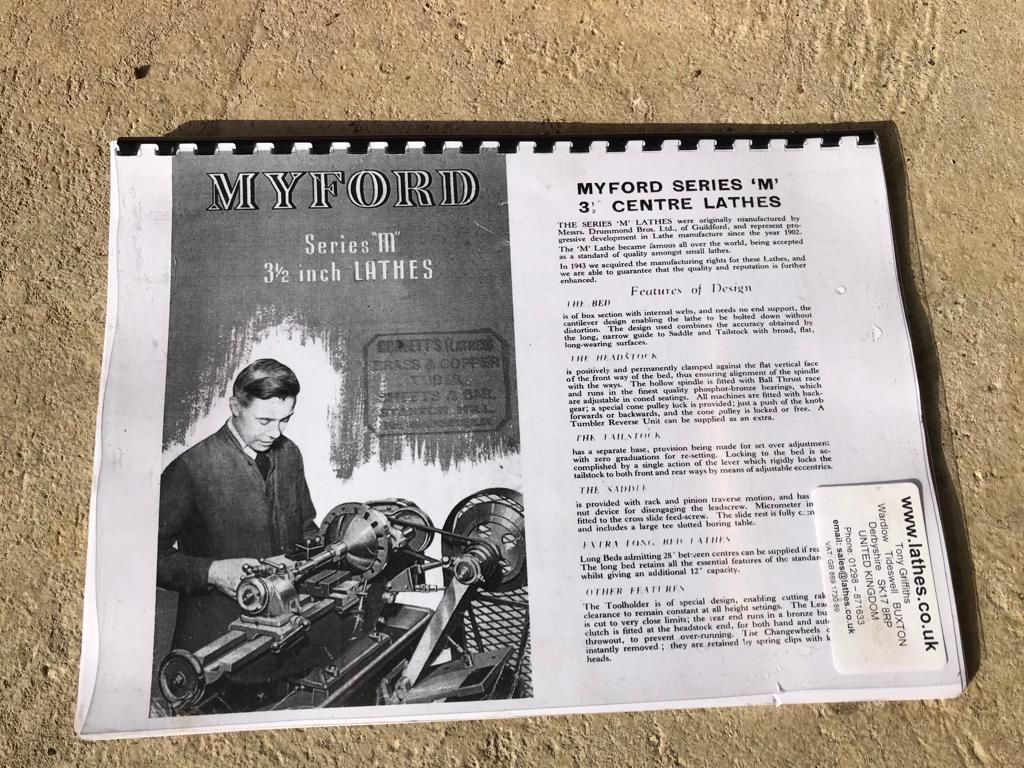 MYFORD
Series "M"
3½ inch LATHES
BRASS & COPPER
MYFORD SERIES 'M'
3½ CENTRE LATHES
THE SERIES 'M' LATHES were originally manufactured by
Messrs. Drummond Bros. Ltd., of Guildford, and represent pro-
gressive development in Lathe manufacture since the year 1902.
The 'M' Lathe became famous all over the world, being accepted
as a standard of quality amongst small lathes.
In 1943 we acquired the manufacturing rights for these Lathes, and
we are able to guarantee that the quality and reputation is further
enhanced.
Features of Design
THE BED
is of box section with internal webs, and needs no end support, the
cantilever design enabling the lathe to be bolted down without
distortion. The design used combines the accuracy obtained by
the long, narrow guide to Saddle and Tailstock with broad, flat,
long-wearing surfaces.
THE HEADSTOCK
is positively and permanently clamped against the flat vertical face
of the front way of the bed, thus ensuring alignment of the spindle
with the ways. The hollow spindle is fitted with Ball Thrust race
and runs in the finest quality phosphor-bronze bearings, which
are adjustable in coned seatings. All machines are fitted with back-
gear; a special cone pulley lock is provided; just a push of the knob
forwards or backwards, and the cone pulley is locked or free. A
Tumbler Reverse Unit can be supplied as an extra.
THE TAILSTOCK
has a separate base, provision being made for set over adjustment
with zero graduations for re-setting. Locking to the bed is ac-
complished by a single action of the lever which rigidly locks the
tailstock to both front and rear ways by means of adjustable eccentrics.
THE SADDLE
is provided with rack and pinion traverse motion, and has
nut device for disengaging the leadscrew. Micrometer in
fitted to the cross slide feed-screw. The slide rest is fully
and includes a large tee slotted boring table.
EXTRA LONG BED LATHES
Long Beds admitting 28" between centres can be supplied if
The long bed retains all the essential features of the
whilst giving an additional 12" capacity.
OTHER FEATURES
The Toolholder is of special design, enabling cutting
clearance to remain constant at all height settings. The
is cut to very close limits; the rear end runs in a bronze
clutch is fitted at the headstock end, for both hand and
throwout, to prevent over-running. The Changewheels
instantly removed; they are retained by spring clips with
heads.
www.lathes.co.uk
Tony Griffiths
Wardlow Tideswell BUXTON
Derbyshire SK17 8RP
UNITED KINGDOM
Phone: 01298 - 871633
email: sales@lathes.co.uk
VAT: GB 869 1730 89